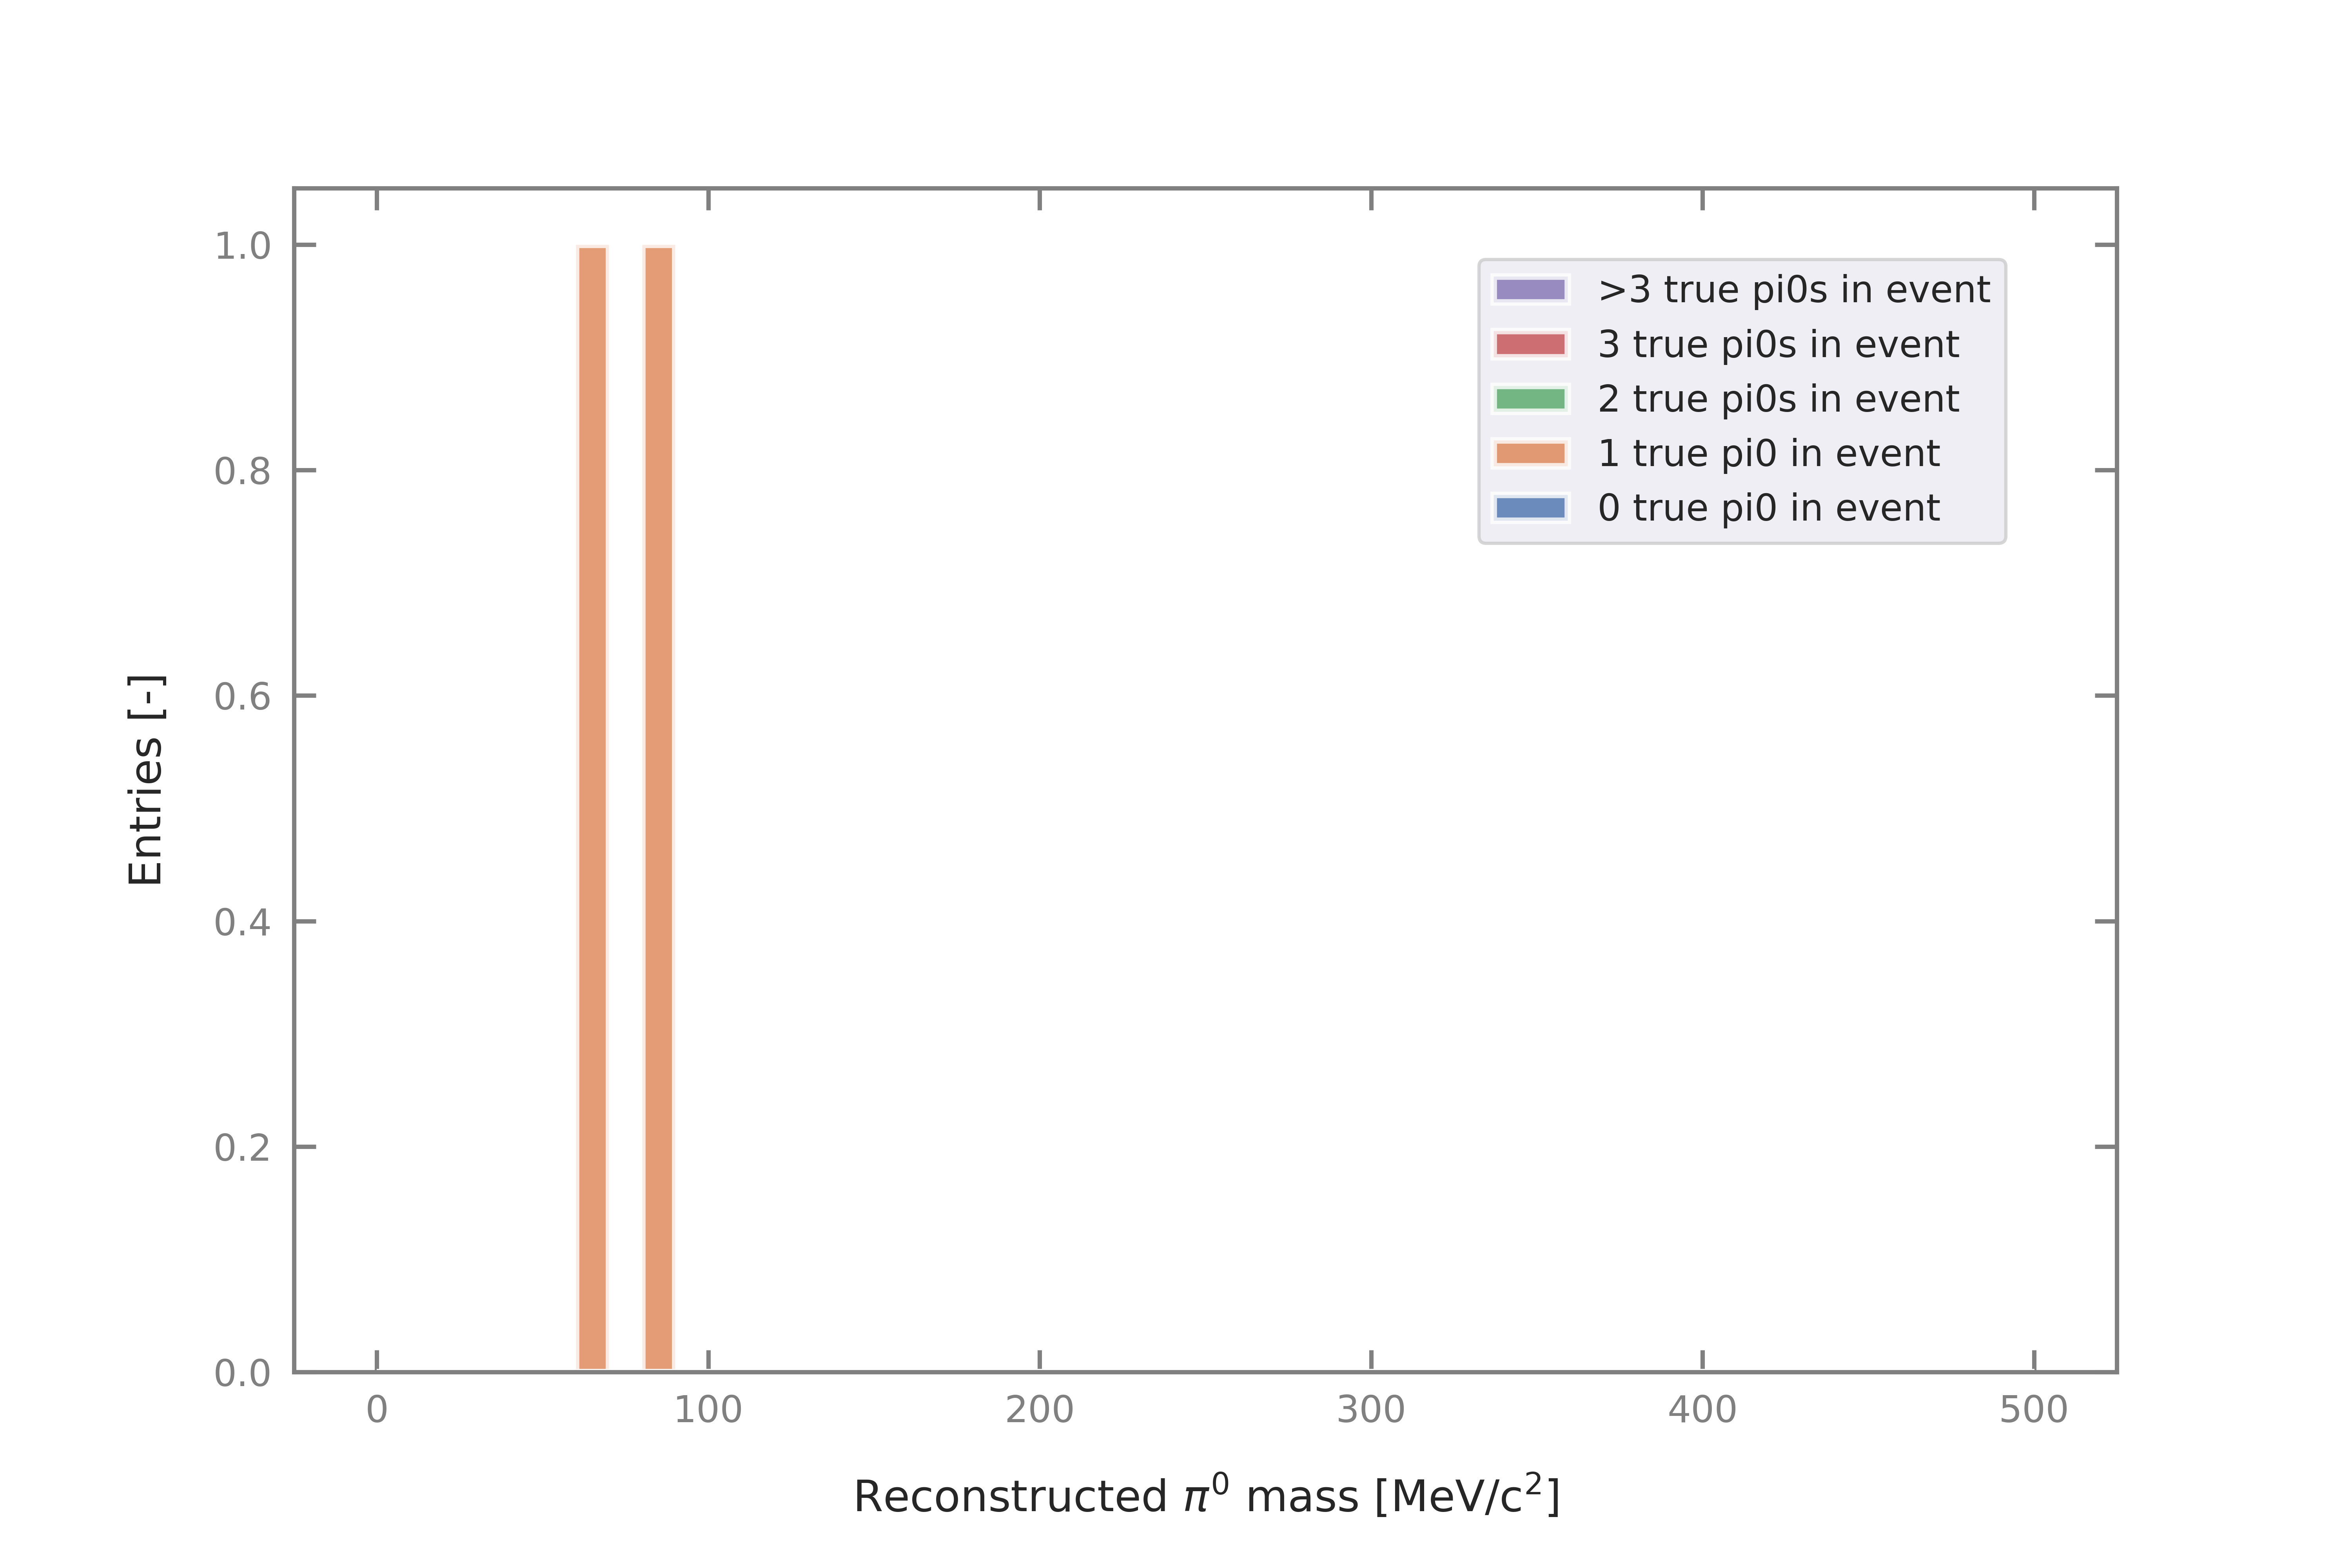 1.0
0.8
0.6
0.4
0.2
0.0
Entries [-]
>3 true pi0s in event
3 true pi0s in event
2 true pi0s in event
1 true pi0 in event
0 true pi0 in event
0 100 200 300 400 500
Reconstructed π⁰ mass [MeV/c²]